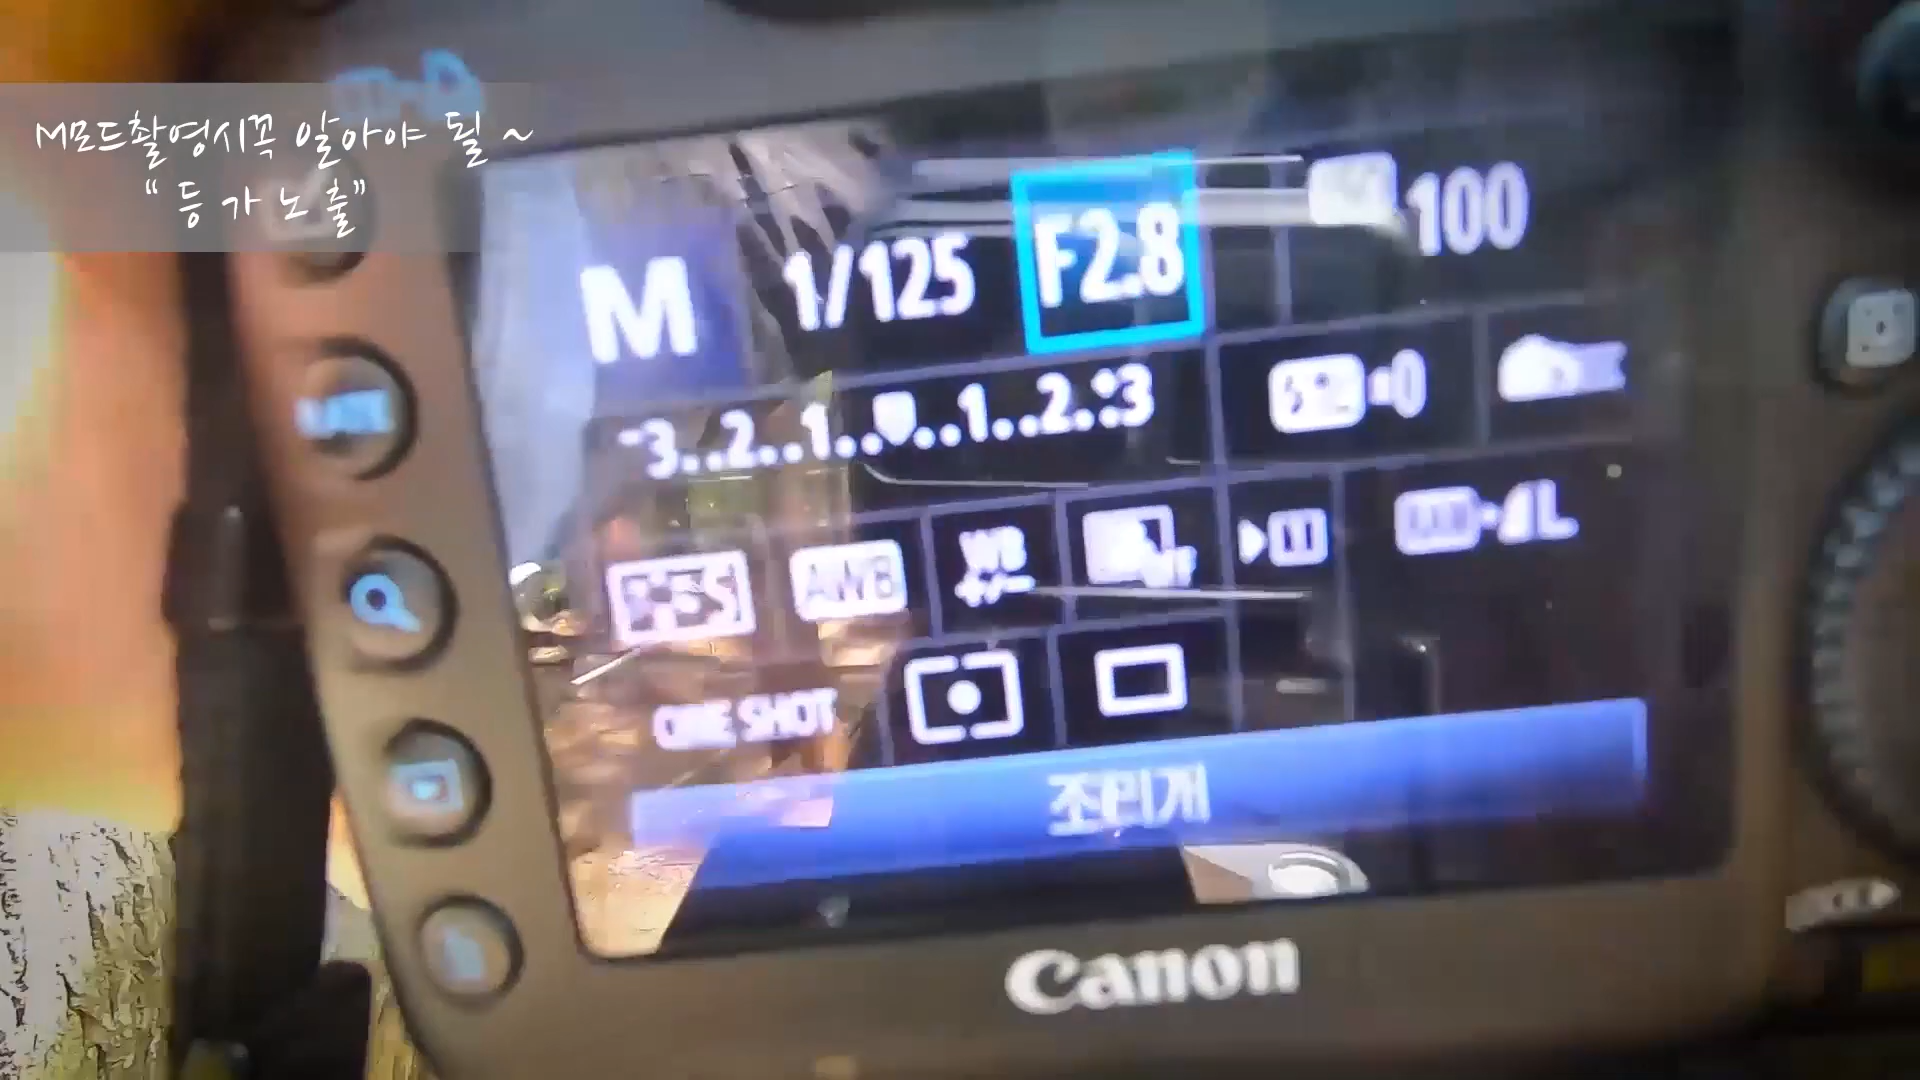 M모드촬영시꼭 알아야 될 ~
“등가노출”
M 1/125 F2.8 100
-3..2..1..0..1..2..+3
AWB WB +/- L
ONE SHOT
조리개
Canon